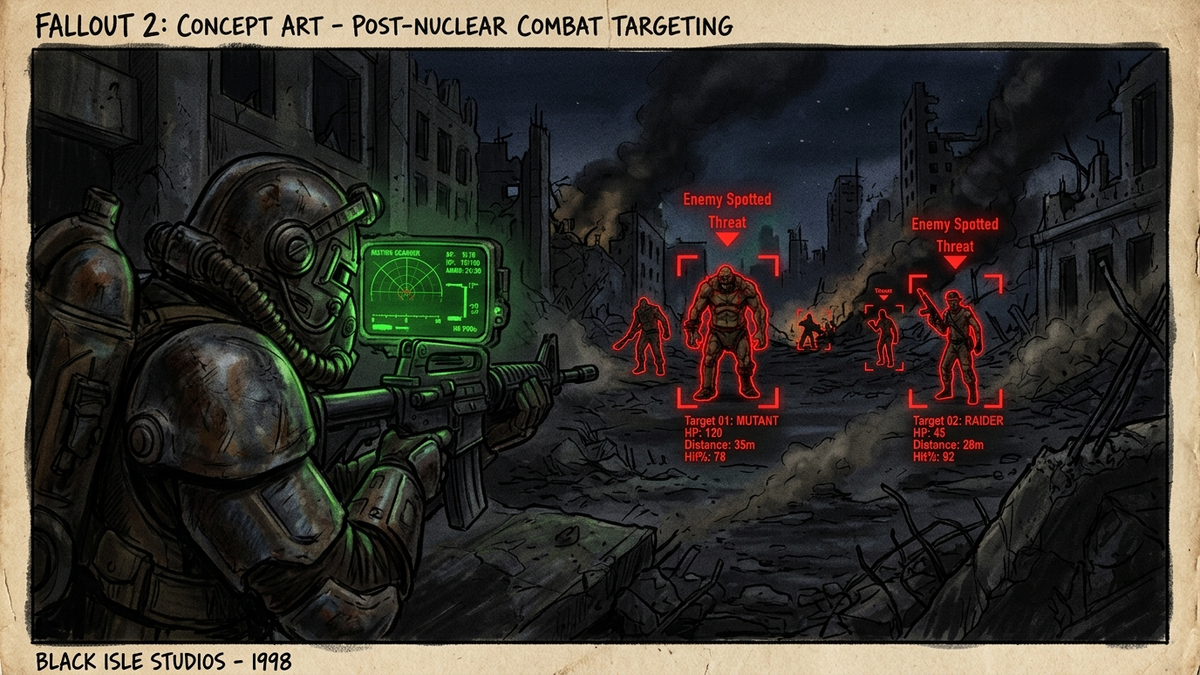 FALLOUT 2: CONCEPT ART – POST-NUCLEAR COMBAT TARGETING
Enemy Spotted
Threat
Enemy Spotted
Threat
Threat
Target 01: MUTANT
HP: 120
Distance: 35m
Hit%: 78
Target 02: RAIDER
HP: 45
Distance: 28m
Hit%: 92
BLACK ISLE STUDIOS – 1998